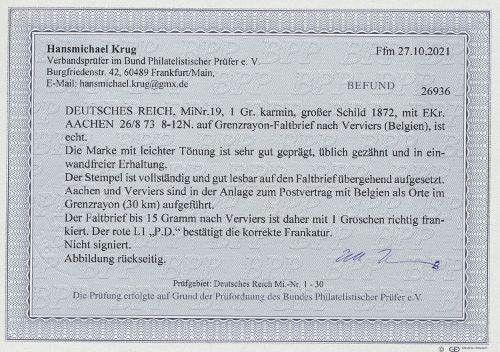 Hansmichael Krug
Ffm 27.10.2021
Verbandsprüfer im Bund Philatelistischer Prüfer e. V.
Burgfriedenstr. 42, 60489 Frankfurt/Main,
E-Mail: hansmichael.krug@gmx.de
BEFUND
26936
DEUTSCHES REICH, MiNr.19, 1 Gr. karmin, großer Schild 1872, mit EKr.
AACHEN 26/8 73 8-12N. auf Grenzrayon-Faltbrief nach Verviers (Belgien), ist
echt.
Die Marke mit leichter Tönung ist sehr gut geprägt, üblich gezähnt und in ein-
wandfreier Erhaltung.
Der Stempel ist vollständig und gut lesbar auf den Faltbrief übergehend aufgesetzt.
Aachen und Verviers sind in der Anlage zum Postvertrag mit Belgien als Orte im
Grenzrayon (30 km) aufgeführt.
Der Faltbrief bis 15 Gramm nach Verviers ist daher mit 1 Groschen richtig fran-
kiert. Der rote L1 „P.D.“ bestätigt die korrekte Frankatur.
Nicht signiert.
Abbildung rückseitig.
Prüfgebiet: Deutsches Reich Mi.-Nr. 1 - 30
Die Prüfung erfolgte auf Grund der Prüfordnung des Bundes Philatelistischer Prüfer e.V.